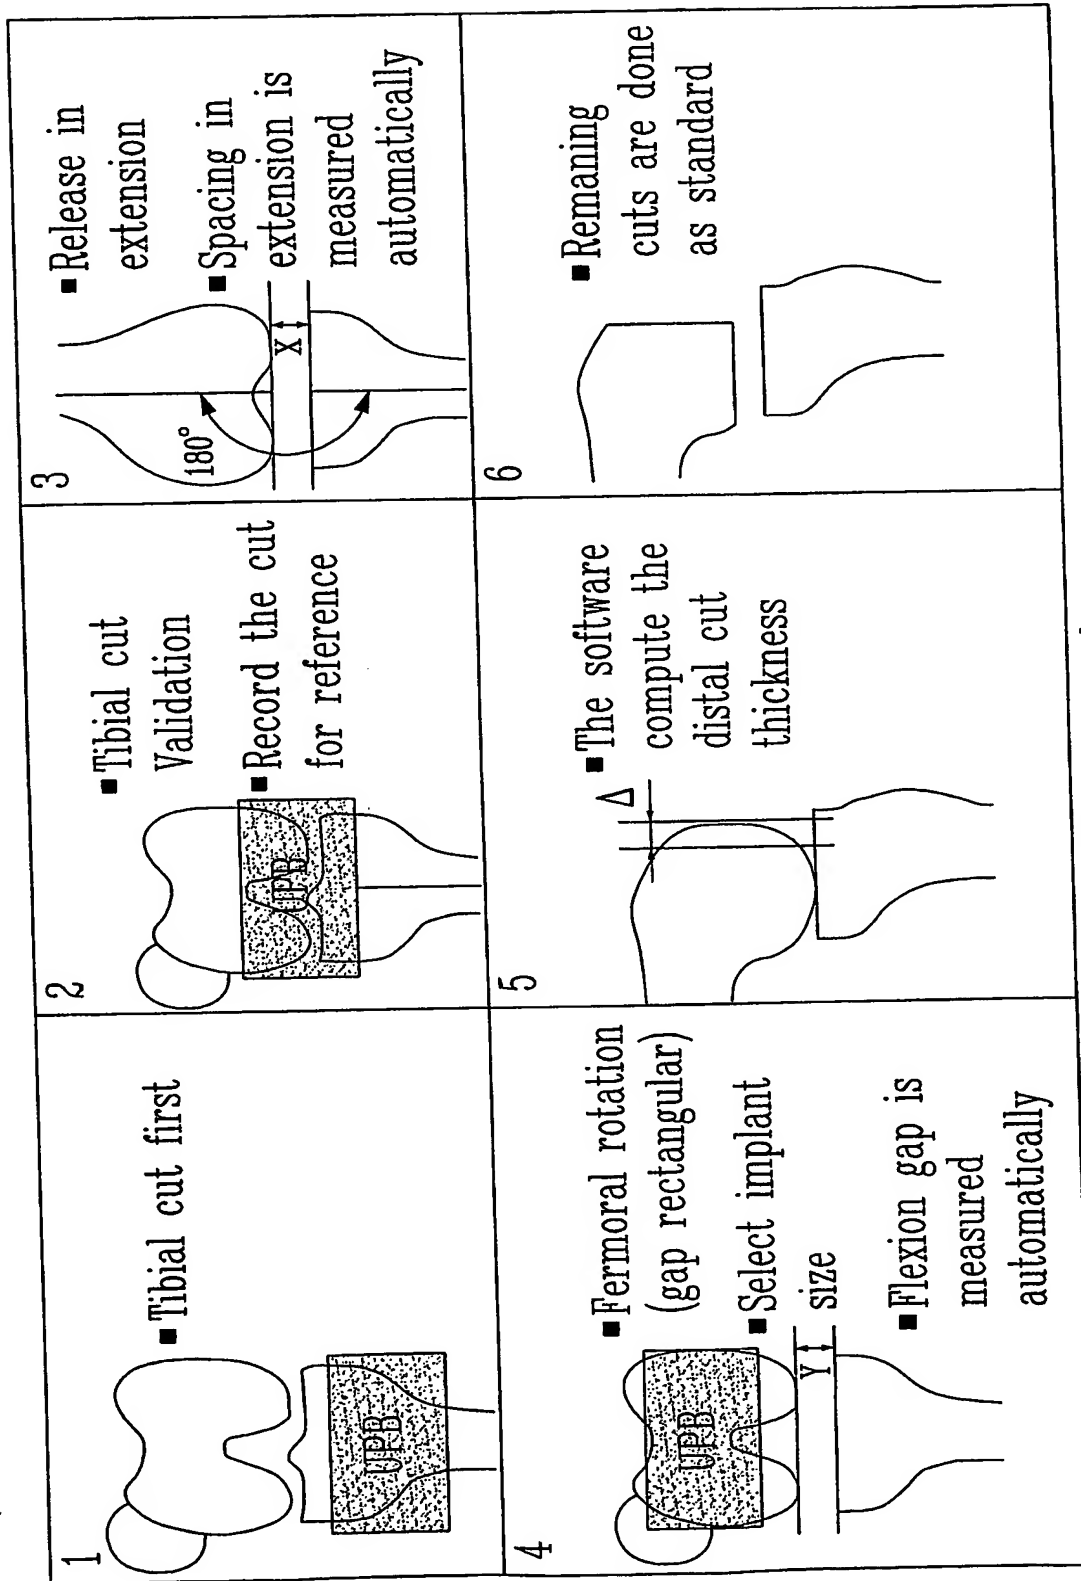 1
■Tibial cut first
UPB
2
■Tibial cut
Validation
■Record the cut
for reference
UPB
3
■Release in
extension
■Spacing in
extension is
measured
automatically
180°
X
4
■Fermoral rotation
(gap rectangular)
■Select implant
size
■Flexion gap is
measured
automatically
UPB
Y
5
■The software
compute the
distal cut
thickness
Δ
6
■Remaning
cuts are done
as standard